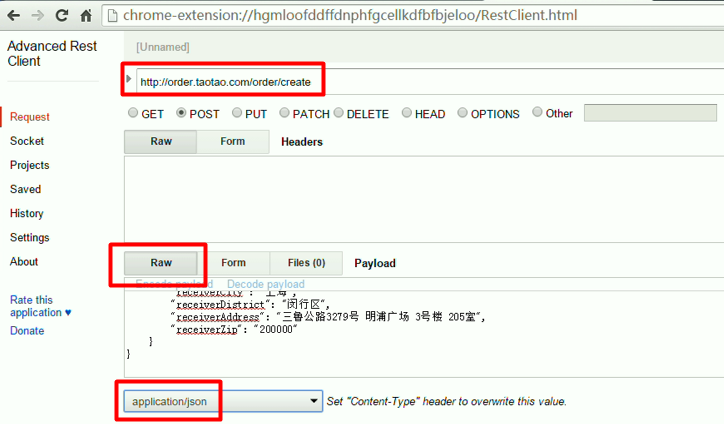 chrome-extension://hgmloofddffdnphfgcellkdfbfbjeloo/RestClient.html
Advanced Rest
Client
[Unnamed]
http://order.taotao.com/order/create
GET POST PUT PATCH DELETE HEAD OPTIONS Other
Raw Form Headers
Request
Socket
Projects
Saved
History
Settings
About
Rate this
application ♥
Donate
Raw Form Files (0) Payload
Encode payload Decode payload
"receiverCity": "上海",
"receiverDistrict": "闵行区",
"receiverAddress": "三鲁公路3279号 明浦广场 3号楼 205室",
"receiverZip": "200000"
}
}
application/json Set "Content-Type" header to overwrite this value.